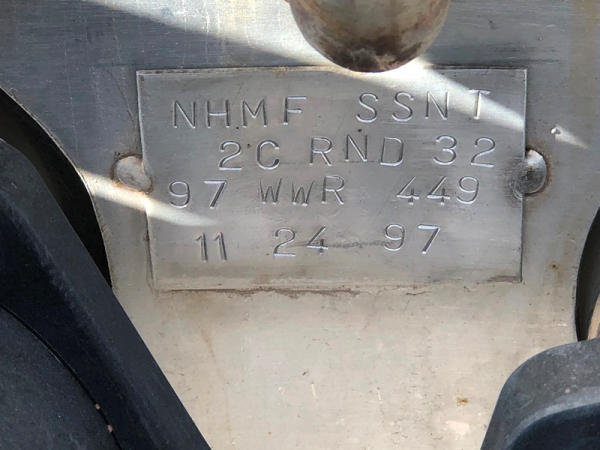 NHMF SSNT
2C RND 32
97 WWR 449
11 24 97